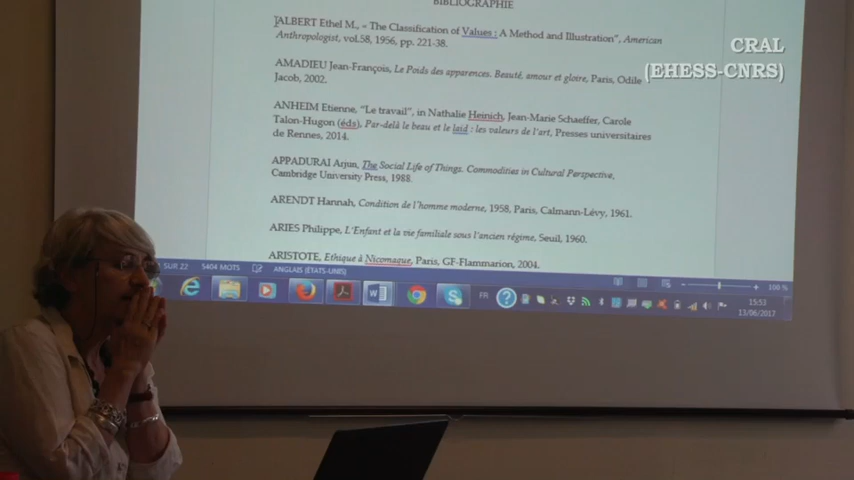 BIBLIOGRAPHIE
CRAL
(EHESS-CNRS)
ALBERT Ethel M., « The Classification of Values : A Method and Illustration", American
Anthropologist, vol.58, 1956, pp. 221-38.
AMADIEU Jean-François, Le Poids des apparences. Beauté, amour et gloire, Paris, Odile
Jacob, 2002.
ANHEIM Etienne, "Le travail", in Nathalie Heinich, Jean-Marie Schaeffer, Carole
Talon-Hugon (éds), Par-delà le beau et le laid : les valeurs de l'art, Presses universitaires
de Rennes, 2014.
APPADURAI Arjun, The Social Life of Things. Commodities in Cultural Perspective,
Cambridge University Press, 1988.
ARENDT Hannah, Condition de l'homme moderne, 1958, Paris, Calmann-Lévy, 1961.
ARIES Philippe, L'Enfant et la vie familiale sous l'ancien régime, Seuil, 1960.
ARISTOTE, Ethique à Nicomaque, Paris, GF-Flammarion, 2004.
SUR 22 5404 MOTS ANGLAIS (ÉTATS-UNIS) 100 %
FR 15:53
13/06/2017